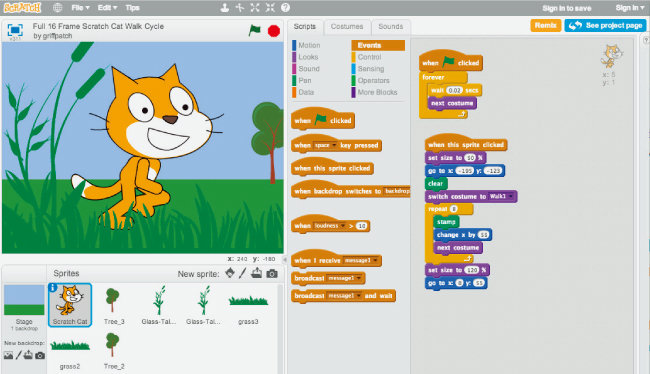 SCRATCH File Edit Tips Sign in to save Sign in
Full 16 Frame Scratch Cat Walk Cycle
by griffpatch
Scripts Costumes Sounds
Remix See project page
Motion Events
Looks Control
Sound Sensing
Pen Operators
Data More Blocks
when clicked
when space key pressed
when this sprite clicked
when backdrop switches to backdrop
when loudness > 10
when I receive message1
broadcast message1
broadcast message1 and wait
when clicked
forever
wait 0.02 secs
next costume
when this sprite clicked
set size to 50 %
go to x: -195 y: -123
clear
switch costume to Walk1
repeat
stamp
change x by 55
next costume
set size to 120 %
go to x:
x: 5
y: 1
x: 240 y: -180
Sprites New sprite:
Stage
1 backdrop
New backdrop:
Scratch Cat Tree_3 Glass-Tal... Glass-Tal... grass3
grass2 Tree_2